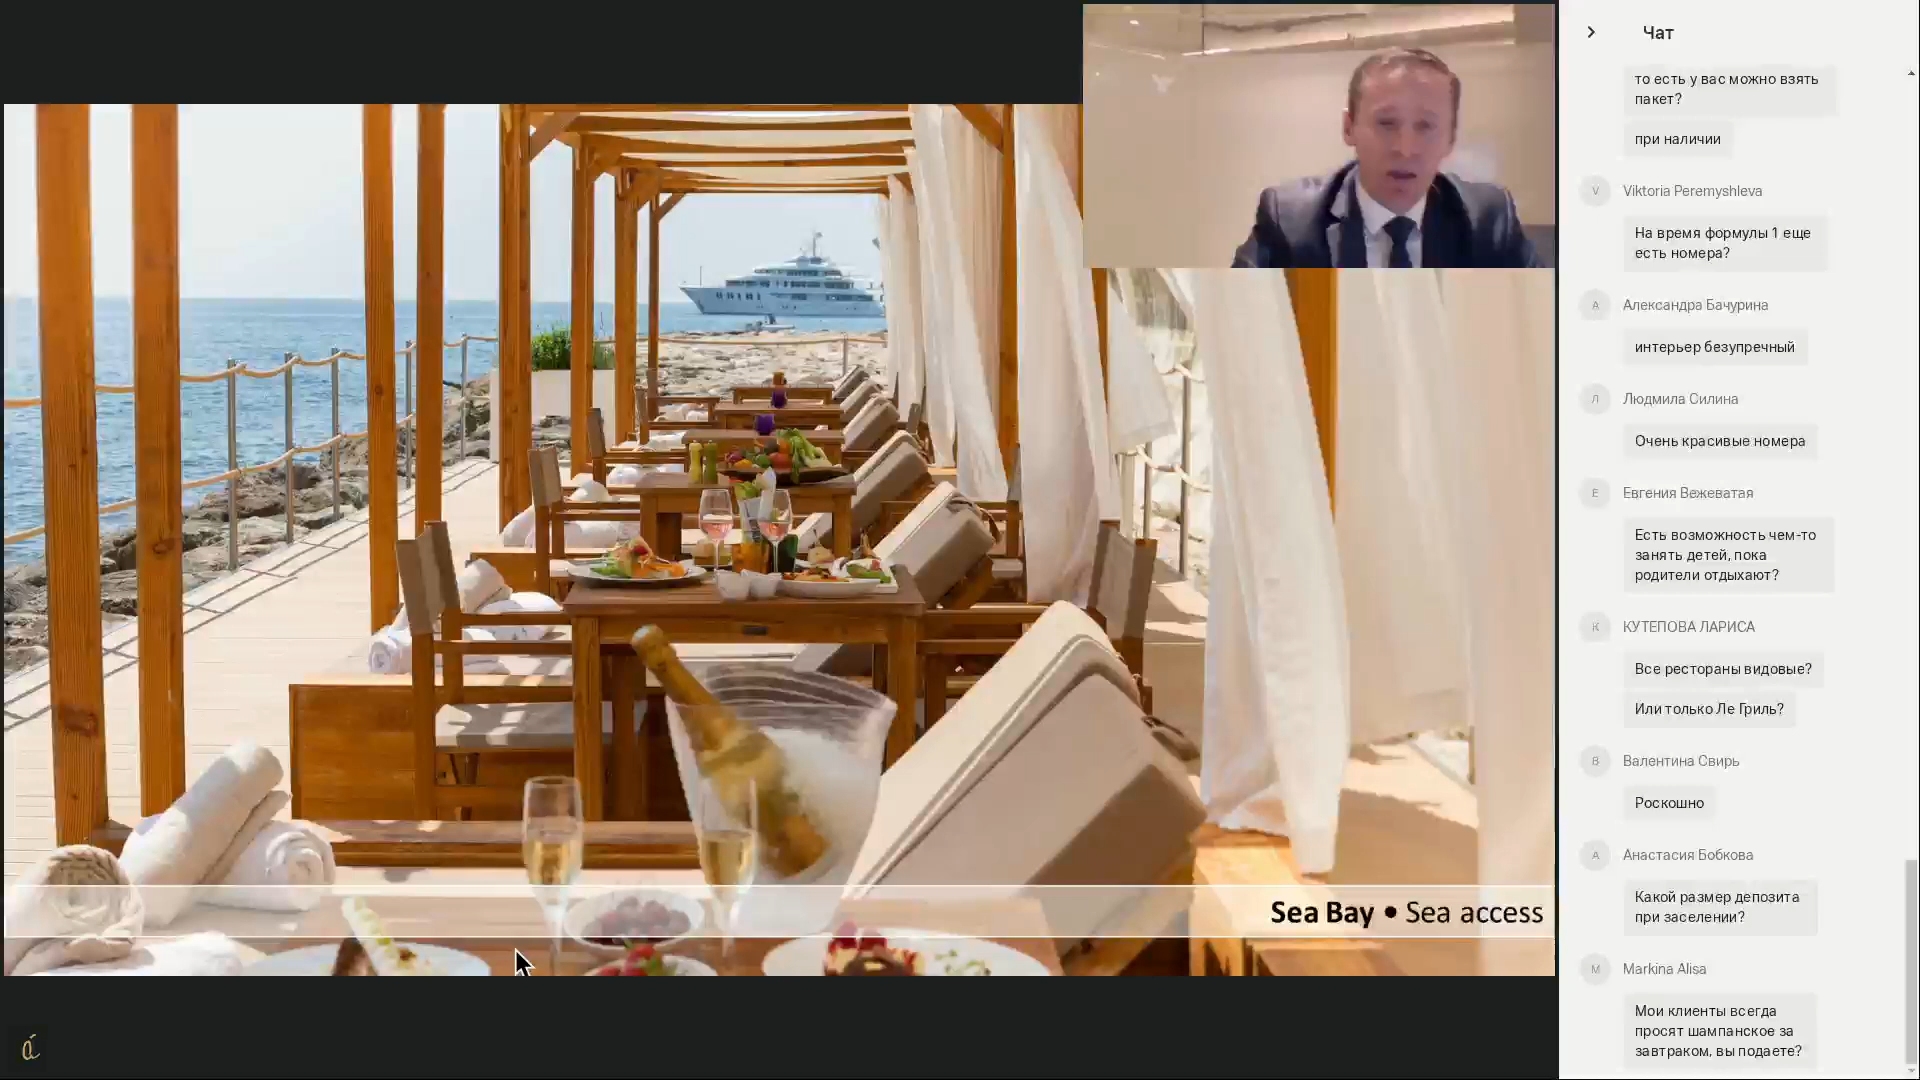 Sea Bay • Sea access
Чат
то есть у вас можно взять
пакет?
при наличии
V
Viktoria Peremyshleva
На время формулы 1 еще
есть номера?
А
Александра Бачурина
интерьер безупречный
Л
Людмила Силина
Очень красивые номера
Е
Евгения Вежеватая
Есть возможность чем-то
занять детей, пока
родители отдыхают?
К
КУТЕПОВА ЛАРИСА
Все рестораны видовые?
Или только Ле Гриль?
В
Валентина Свирь
Роскошно
А
Анастасия Бобкова
Какой размер депозита
при заселении?
M
Markina Alisa
Мои клиенты всегда
просят шампанское за
завтраком, вы подаете?
á